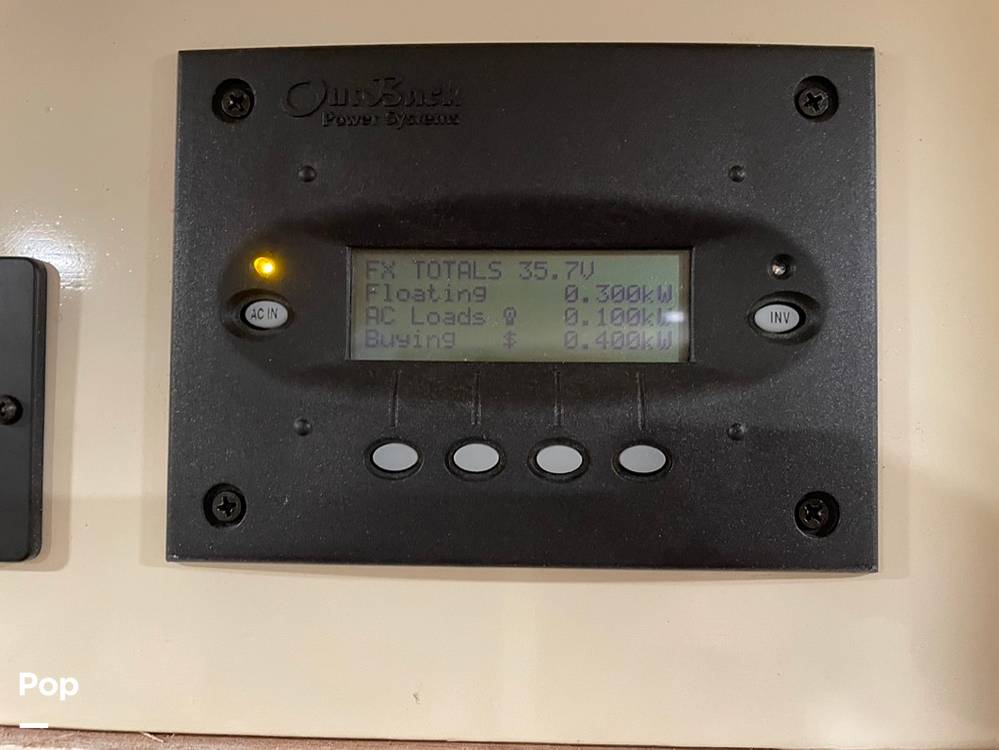 OutBack
Power Systems
FX TOTALS 35.7V
Floating 0.300kW
AC Loads 0.100kW
Buying $ 0.400kW
AC IN
INV
Pop